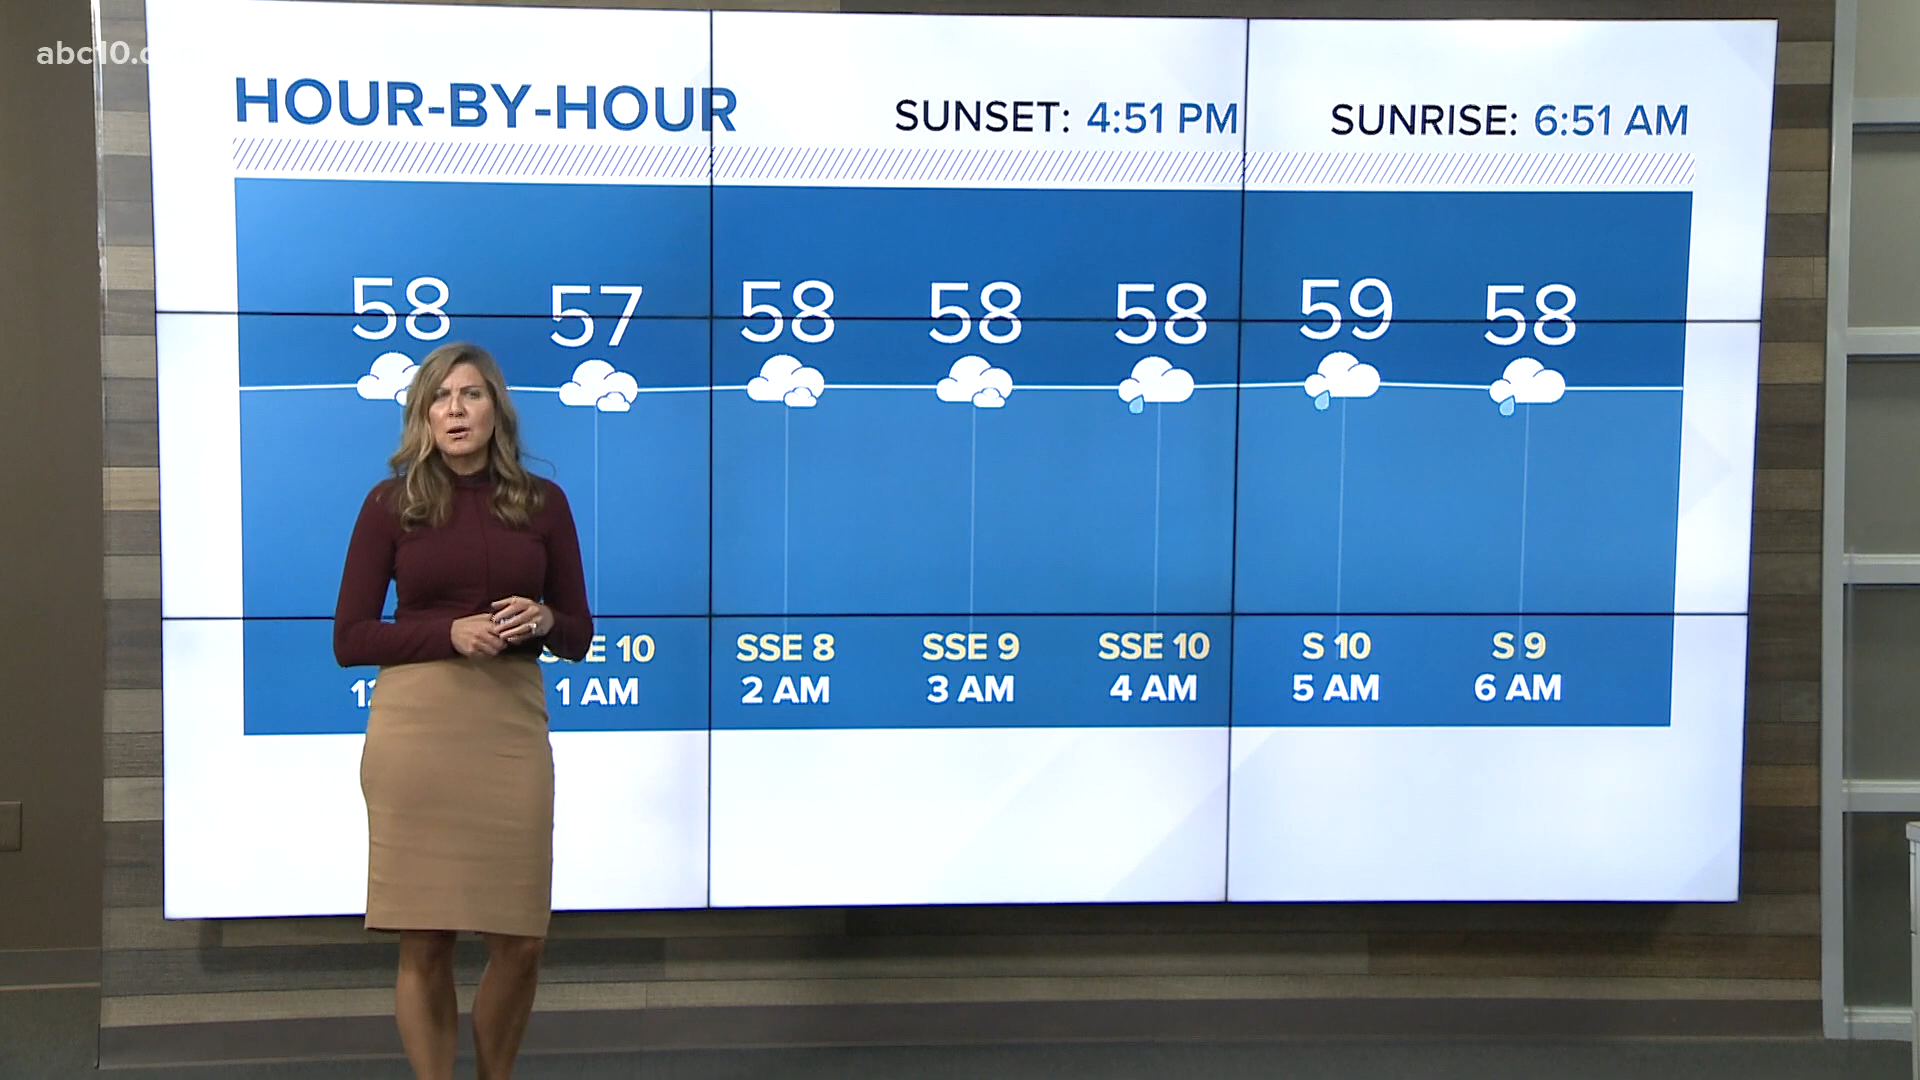 abc10.
HOUR-BY-HOUR
SUNSET: 4:51 PM
SUNRISE: 6:51 AM
58 57 58 58 58 59 58
10 SSE 8 SSE 9 SSE 10 S 10 S 9
1 AM 2 AM 3 AM 4 AM 5 AM 6 AM